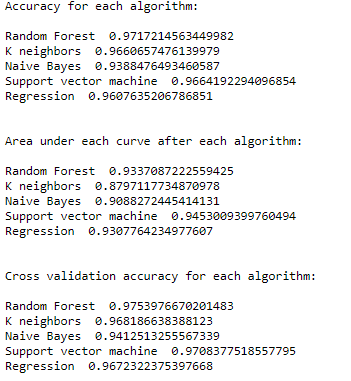 Accuracy for each algorithm:
Random Forest 0.9717214563449982
K neighbors 0.9660657476139979
Naive Bayes 0.9388476493460587
Support vector machine 0.9664192294096854
Regression 0.9607635206786851
Area under each curve after each algorithm:
Random Forest 0.9337087222559425
K neighbors 0.8797117734870978
Naive Bayes 0.9088272445414131
Support vector machine 0.9453009399760494
Regression 0.9307764234977607
Cross validation accuracy for each algorithm:
Random Forest 0.9753976670201483
K neighbors 0.968186638388123
Naive Bayes 0.9412513255567339
Support vector machine 0.9708377518557795
Regression 0.9672322375397668